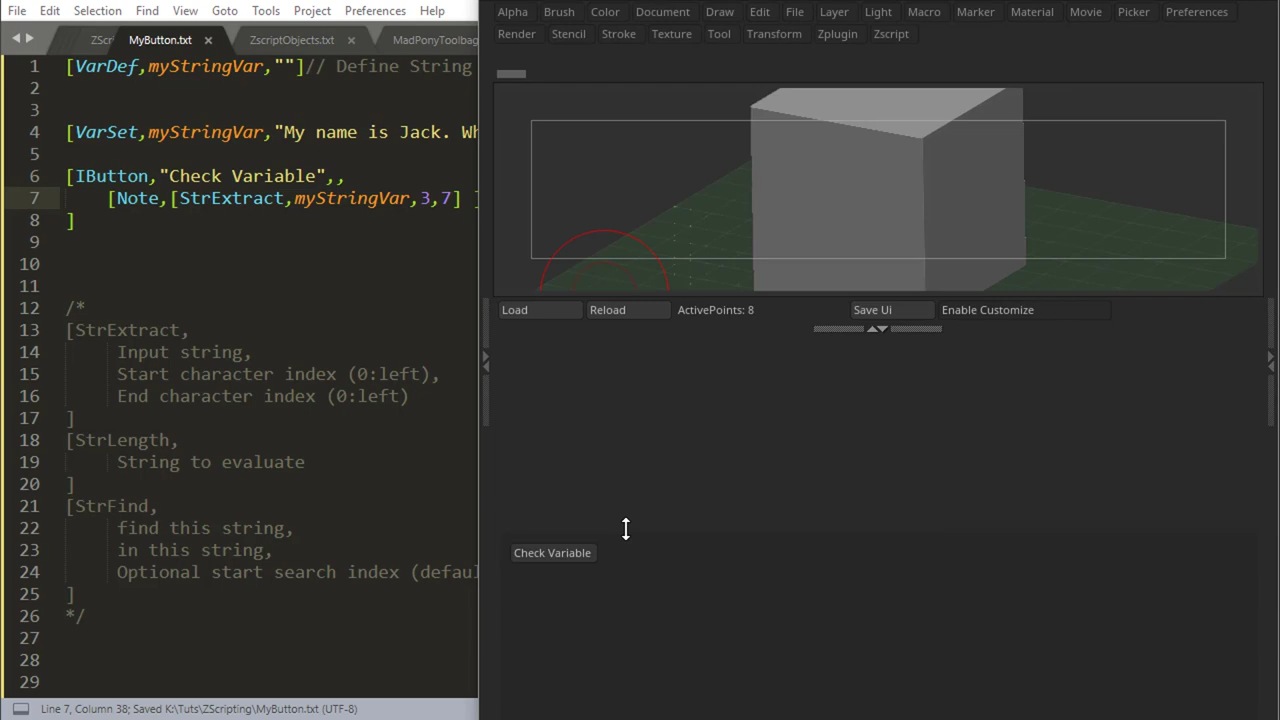 File Edit Selection Find View Goto Tools Project Preferences Help
ZSc MyButton.txt × ZscriptObjects.txt × MadPonyToolbag
1 [VarDef,myStringVar,""]// Define String
2
3
4 [VarSet,myStringVar,"My name is Jack. Wh
5
6 [IButton,"Check Variable",,
7 [Note,[StrExtract,myStringVar,3,7] ]
8 ]
9
10
11
12 /*
13 [StrExtract,
14 Input string,
15 Start character index (0:left),
16 End character index (0:left)
17 ]
18 [StrLength,
19 String to evaluate
20 ]
21 [StrFind,
22 find this string,
23 in this string,
24 Optional start search index (defau
25 ]
26 */
27
28
29
Line 7, Column 38; Saved K:\Tuts\ZScripting\MyButton.txt (UTF-8)
Alpha Brush Color Document Draw Edit File Layer Light Macro Marker Material Movie Picker Preferences
Render Stencil Stroke Texture Tool Transform Zplugin Zscript
Load Reload ActivePoints: 8 Save Ui Enable Customize
Check Variable